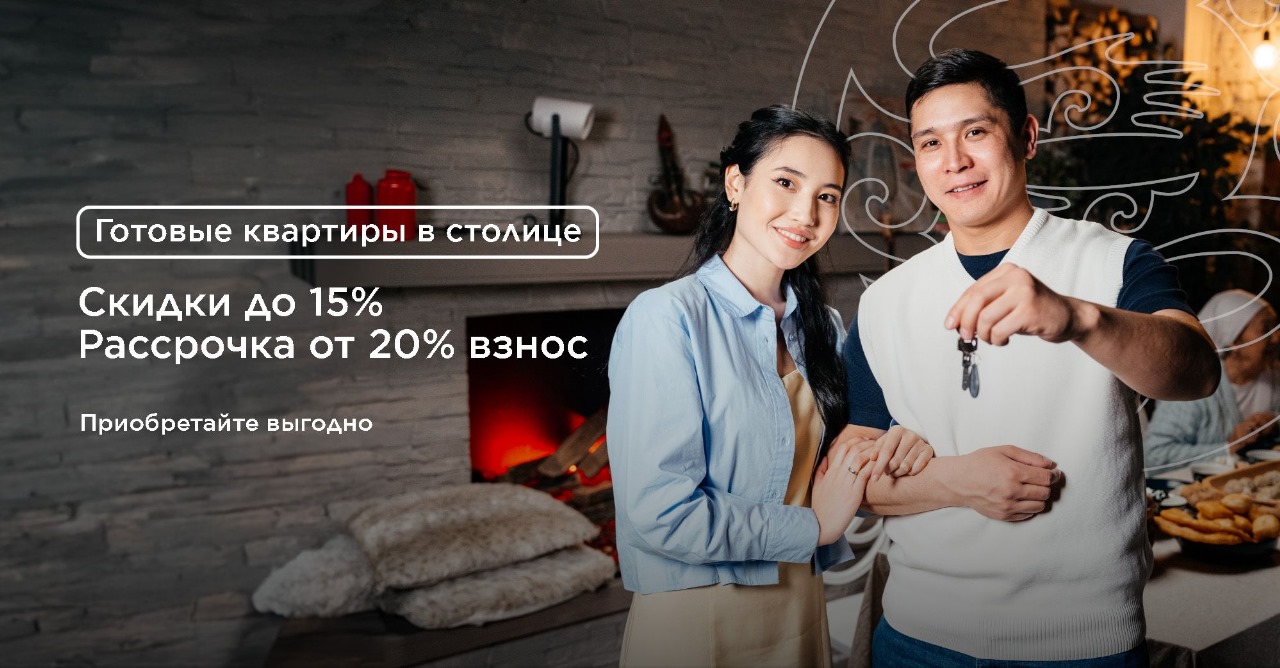 Готовые квартиры в столице
Скидки до 15%
Рассрочка от 20% взнос
Приобретайте выгодно